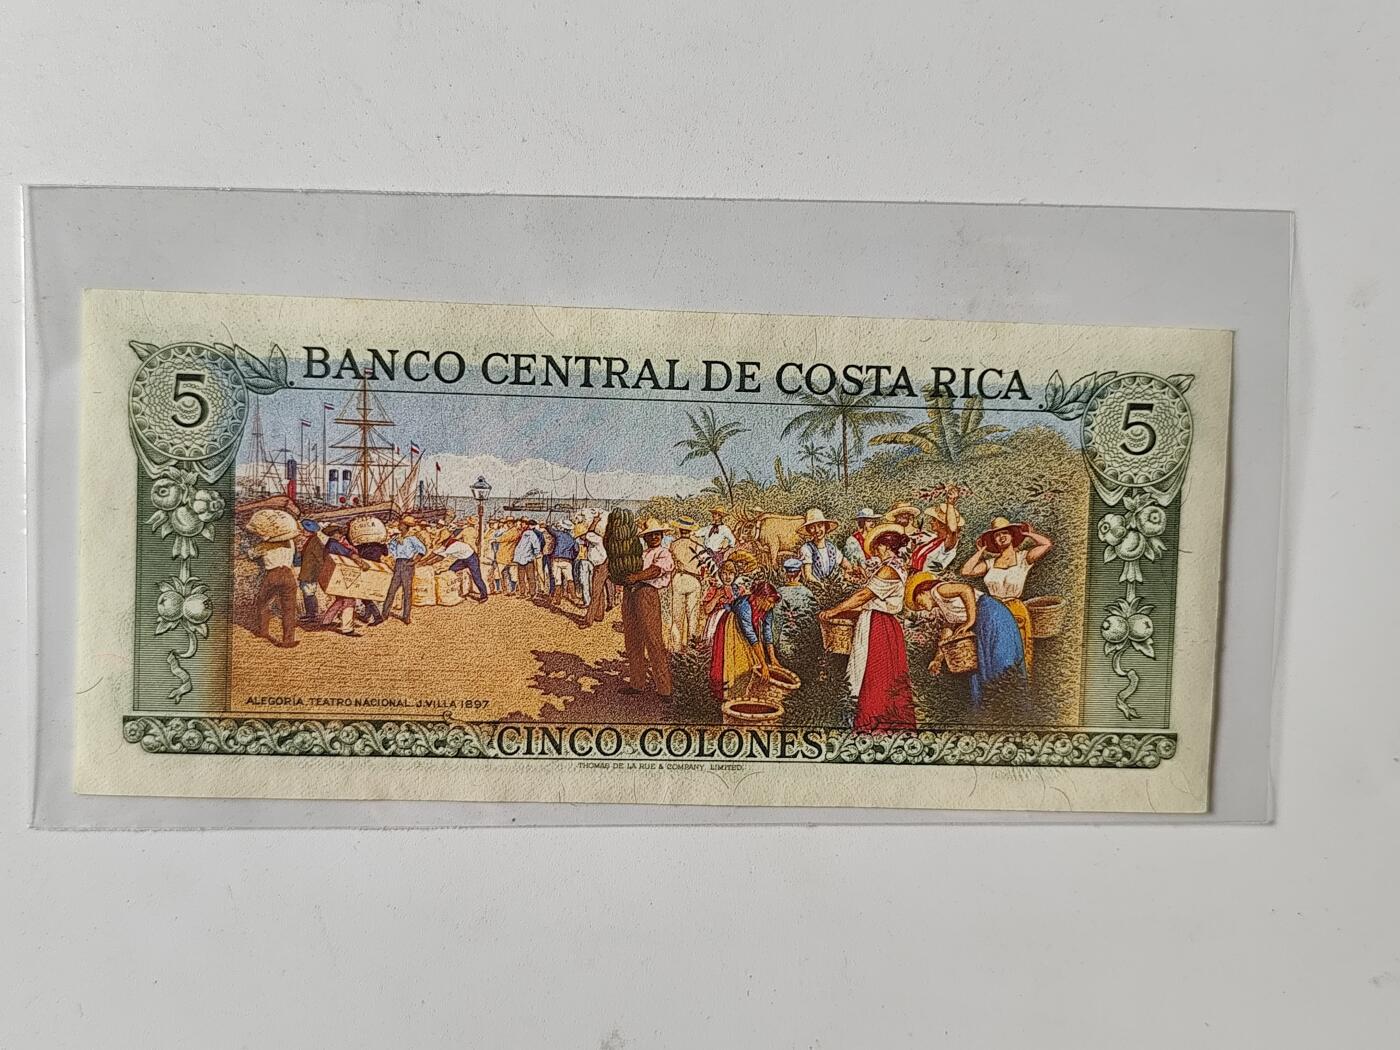 BANCO CENTRAL DE COSTA RICA
5
5
ALEGORIA TEATRO NACIONAL J.VILLA 1897
CINCO COLONES
THOMAS DE LA RUE & COMPANY, LIMITED.